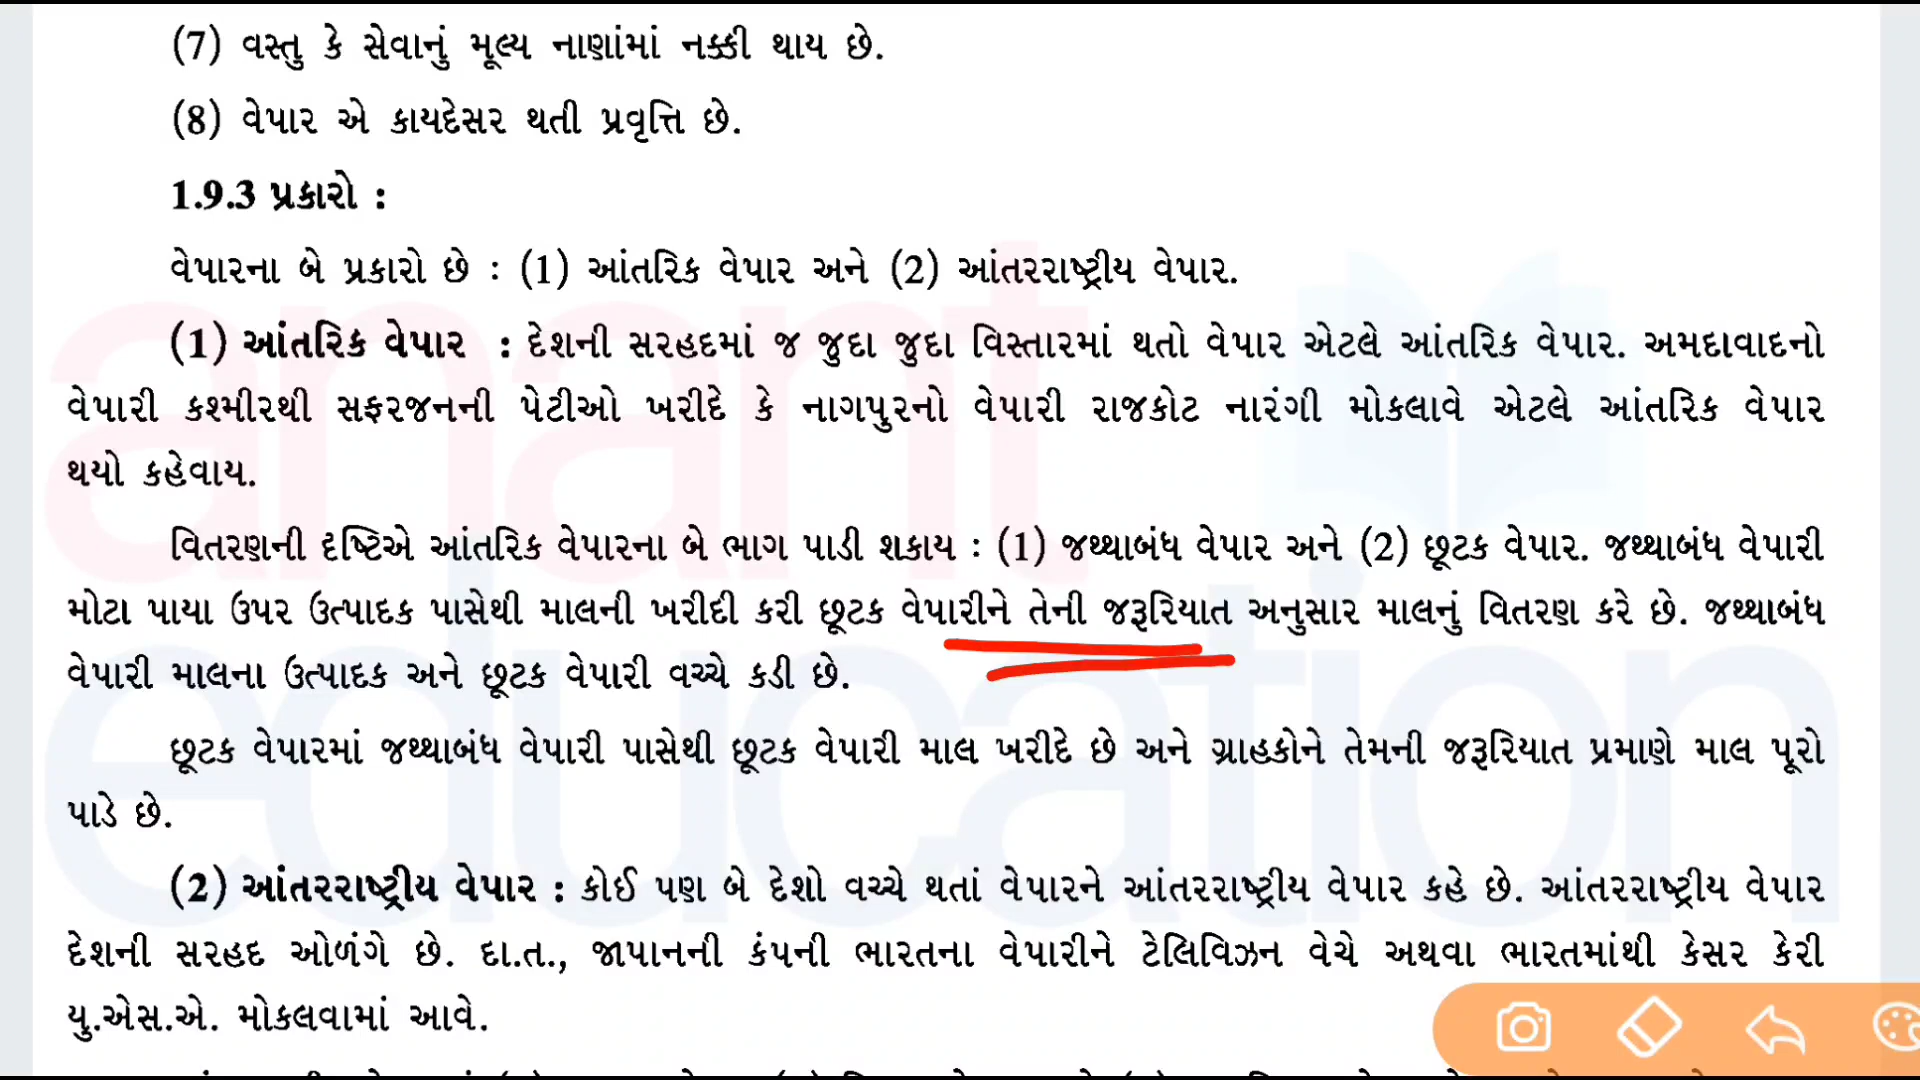 (7) વસ્તુ કે સેવાનું મૂલ્ય નાણાંમાં નક્કી થાય છે.
(8) વેપાર એ કાયદેસર થતી પ્રવૃત્તિ છે.
1.9.3 પ્રકારો :
વેપારના બે પ્રકારો છે : (1) આંતરિક વેપાર અને (2) આંતરરાષ્ટ્રીય વેપાર.
(1) આંતરિક વેપાર : દેશની સરહદમાં જ જુદા જુદા વિસ્તારમાં થતો વેપાર એટલે આંતરિક વેપાર. અમદાવાદનો
વેપારી કશ્મીરથી સફરજનની પેટીઓ ખરીદે કે નાગપુરનો વેપારી રાજકોટ નારંગી મોકલાવે એટલે આંતરિક વેપાર
થયો કહેવાય.
વિતરણની દૃષ્ટિએ આંતરિક વેપારના બે ભાગ પાડી શકાય : (1) જથ્થાબંધ વેપાર અને (2) છૂટક વેપાર. જથ્થાબંધ વેપારી
મોટા પાયા ઉપર ઉત્પાદક પાસેથી માલની ખરીદી કરી છૂટક વેપારીને તેની જરૂરિયાત અનુસાર માલનું વિતરણ કરે છે. જથ્થાબંધ
વેપારી માલના ઉત્પાદક અને છૂટક વેપારી વચ્ચે કડી છે.
છૂટક વેપારમાં જથ્થાબંધ વેપારી પાસેથી છૂટક વેપારી માલ ખરીદે છે અને ગ્રાહકોને તેમની જરૂરિયાત પ્રમાણે માલ પૂરો
પાડે છે.
(2) આંતરરાષ્ટ્રીય વેપાર : કોઈ પણ બે દેશો વચ્ચે થતાં વેપારને આંતરરાષ્ટ્રીય વેપાર કહે છે. આંતરરાષ્ટ્રીય વેપાર
દેશની સરહદ ઓળંગે છે. દા.ત., જાપાનની કંપની ભારતના વેપારીને ટેલિવિઝન વેચે અથવા ભારતમાંથી કેસર કેરી
યુ.એસ.એ. મોકલવામાં આવે.
anant
education